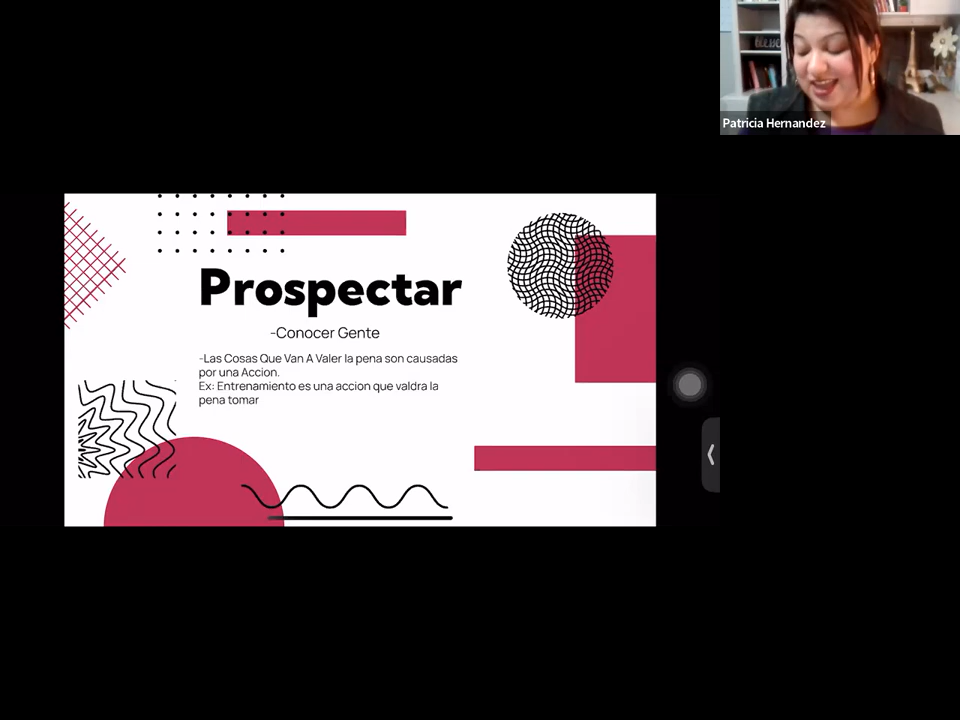 Patricia Hernandez
Prospectar
-Conocer Gente
-Las Cosas Que Van A Valer la pena son causadas
por una Accion.
Ex: Entrenamiento es una accion que valdra la
pena tomar